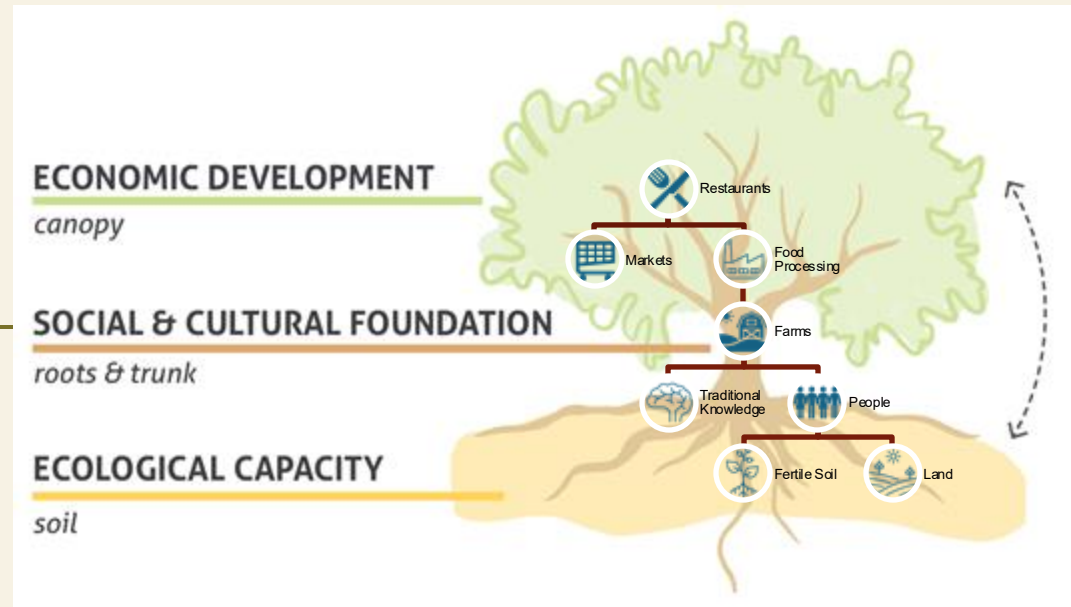 ECONOMIC DEVELOPMENT
canopy
Restaurants
Markets
Food
Processing
SOCIAL & CULTURAL FOUNDATION
roots & trunk
Farms
Traditional
Knowledge
People
ECOLOGICAL CAPACITY
soil
Fertile Soil
Land